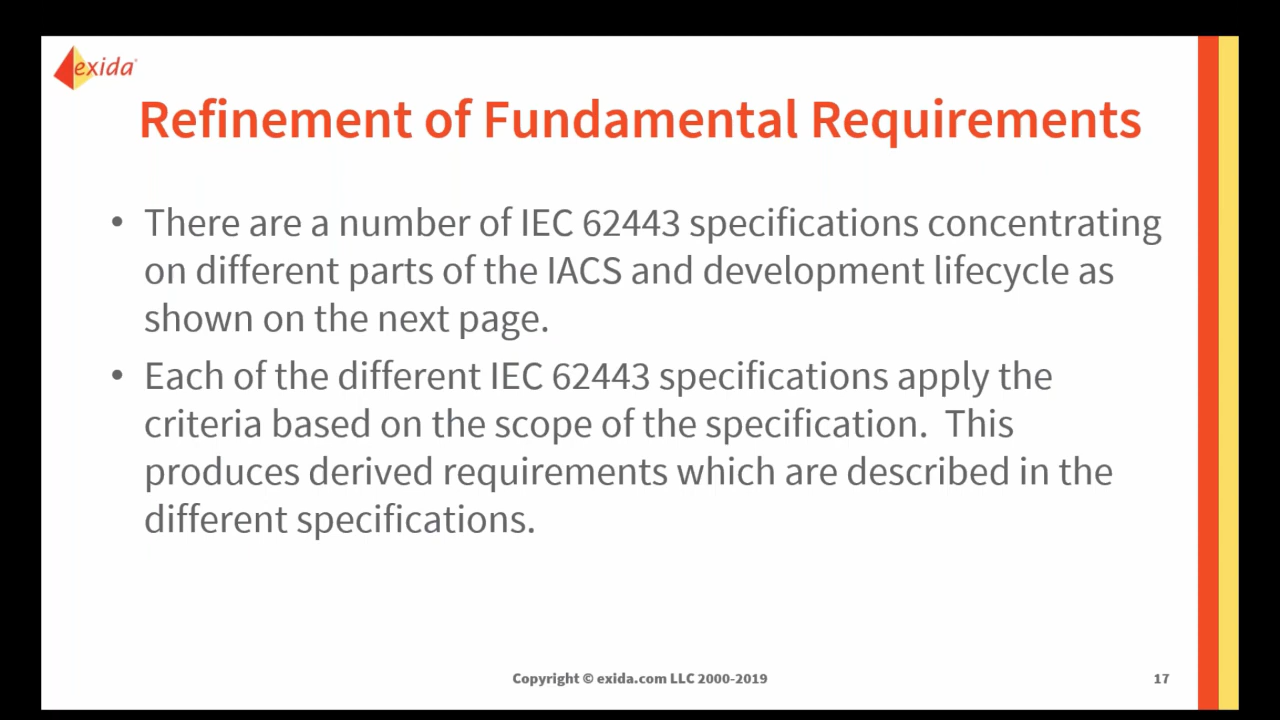 exida
Refinement of Fundamental Requirements
• There are a number of IEC 62443 specifications concentrating
on different parts of the IACS and development lifecycle as
shown on the next page.
• Each of the different IEC 62443 specifications apply the
criteria based on the scope of the specification.  This
produces derived requirements which are described in the
different specifications.
Copyright © exida.com LLC 2000-2019
17